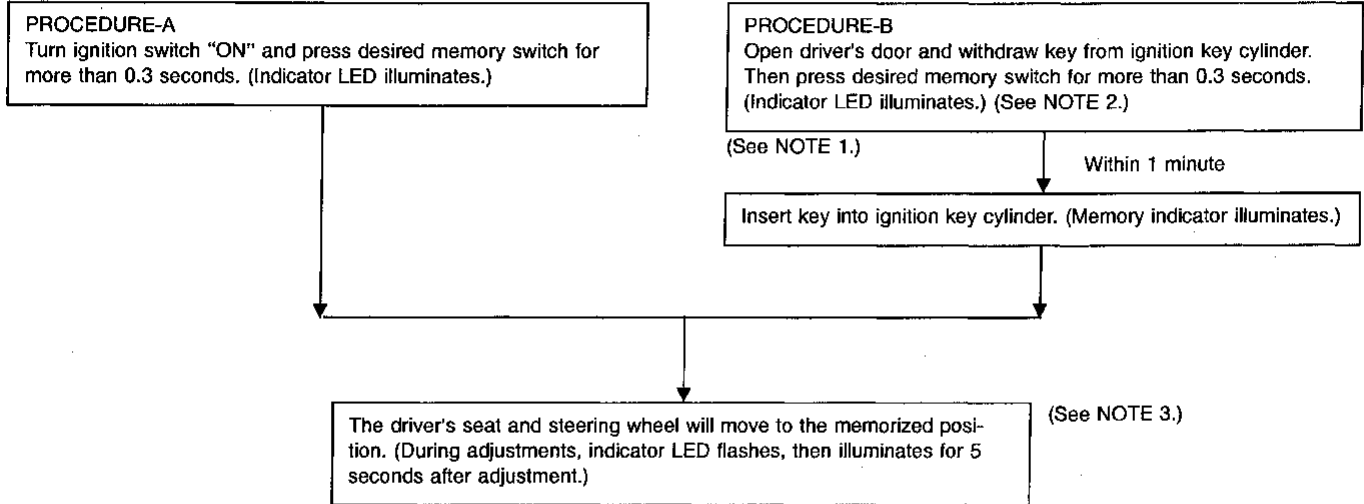 PROCEDURE-A
Turn ignition switch “ON” and press desired memory switch for
more than 0.3 seconds. (Indicator LED illuminates.)
PROCEDURE-B
Open driver's door and withdraw key from ignition key cylinder.
Then press desired memory switch for more than 0.3 seconds.
(Indicator LED illuminates.) (See NOTE 2.)
(See NOTE 1.)
Within 1 minute
Insert key into ignition key cylinder. (Memory indicator illuminates.)
The driver's seat and steering wheel will move to the memorized posi-
tion. (During adjustments, indicator LED flashes, then illuminates for 5
seconds after adjustment.)
(See NOTE 3.)